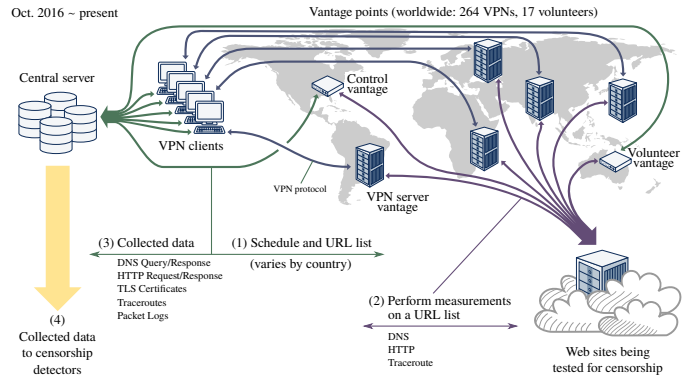 Oct. 2016 ~ present
Vantage points (worldwide: 264 VPNs, 17 volunteers)
Central server
VPN clients
Control
vantage
Volunteer
vantage
VPN protocol
VPN server
vantage
(3) Collected data
DNS Query/Response
HTTP Request/Response
TLS Certificates
Traceroutes
Packet Logs
(1) Schedule and URL list
(varies by country)
(2) Perform measurements
on a URL list
DNS
HTTP
Traceroute
(4)
Collected data
to censorship
detectors
Web sites being
tested for censorship